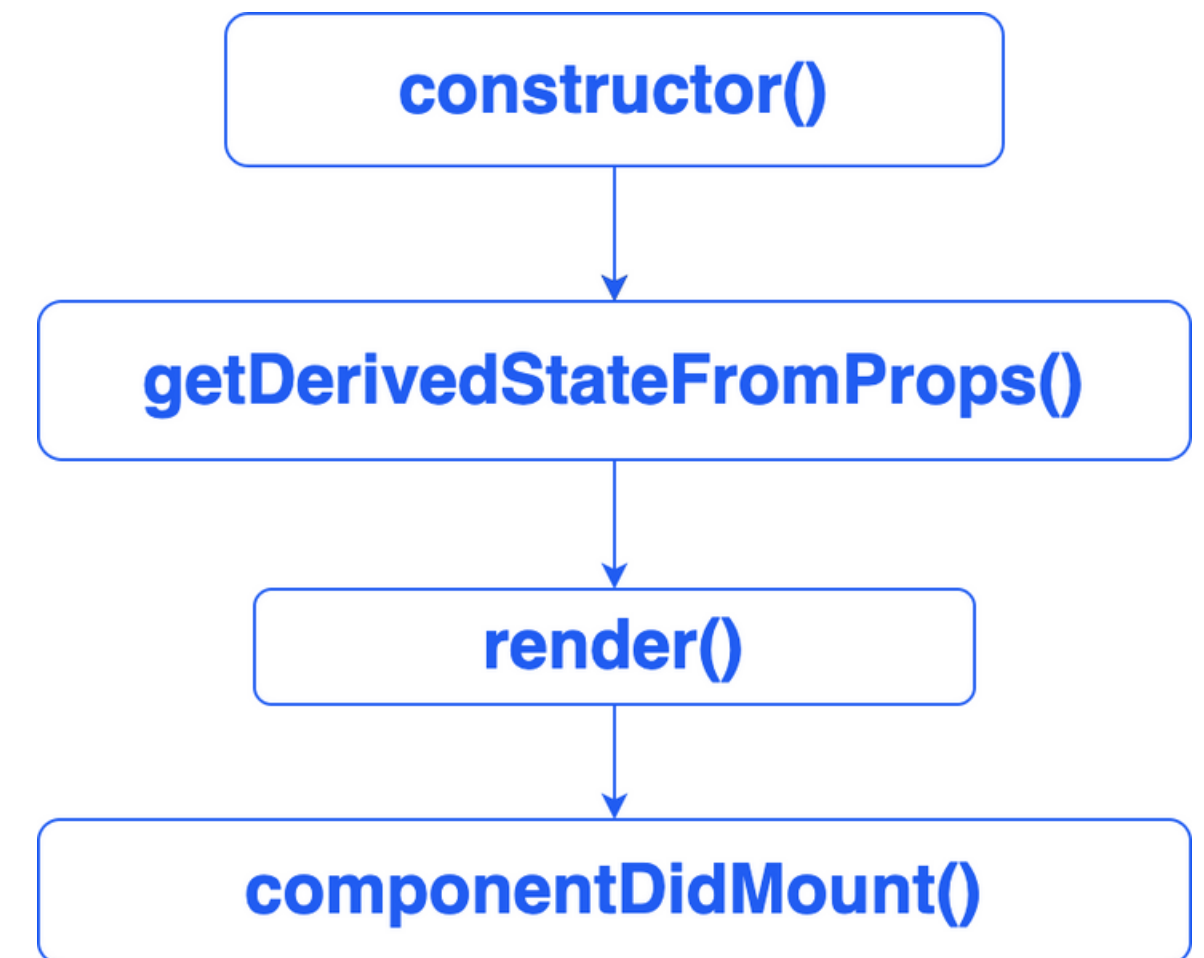 constructor()
getDerivedStateFromProps()
render()
componentDidMount()